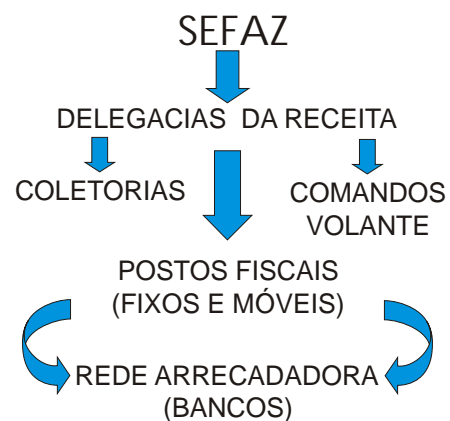 SEFAZ
DELEGACIAS DA RECEITA
COLETORIAS
COMANDOS
VOLANTE
POSTOS FISCAIS
(FIXOS E MÓVEIS)
REDE ARRECADADORA
(BANCOS)